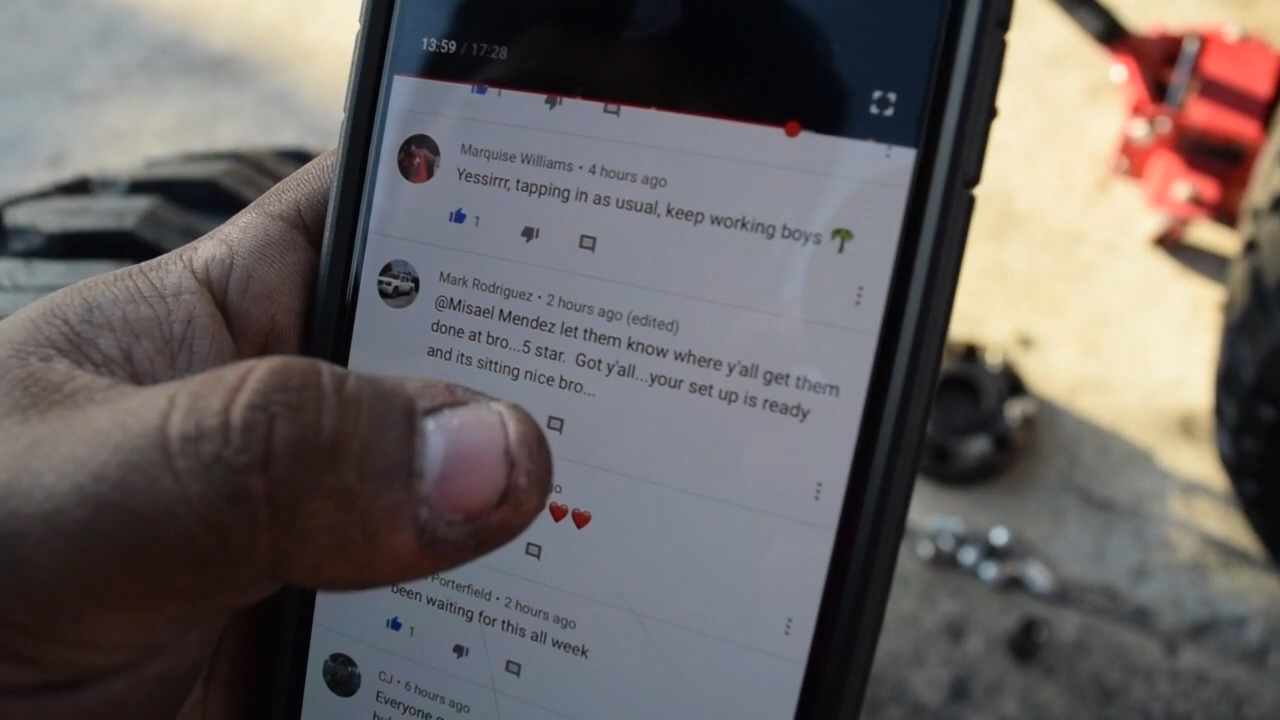 13:59 / 17:28
1
Marquise Williams • 4 hours ago
Yessirrr, tapping in as usual, keep working boys 🌴
1
Mark Rodriguez • 2 hours ago (edited)
@Misael Mendez let them know where y'all get them
done at bro...5 star. Got y'all...your set up is ready
and its sitting nice bro...
❤️❤️
Porterfield • 2 hours ago
been waiting for this all week
1
CJ • 6 hours ago
Everyone